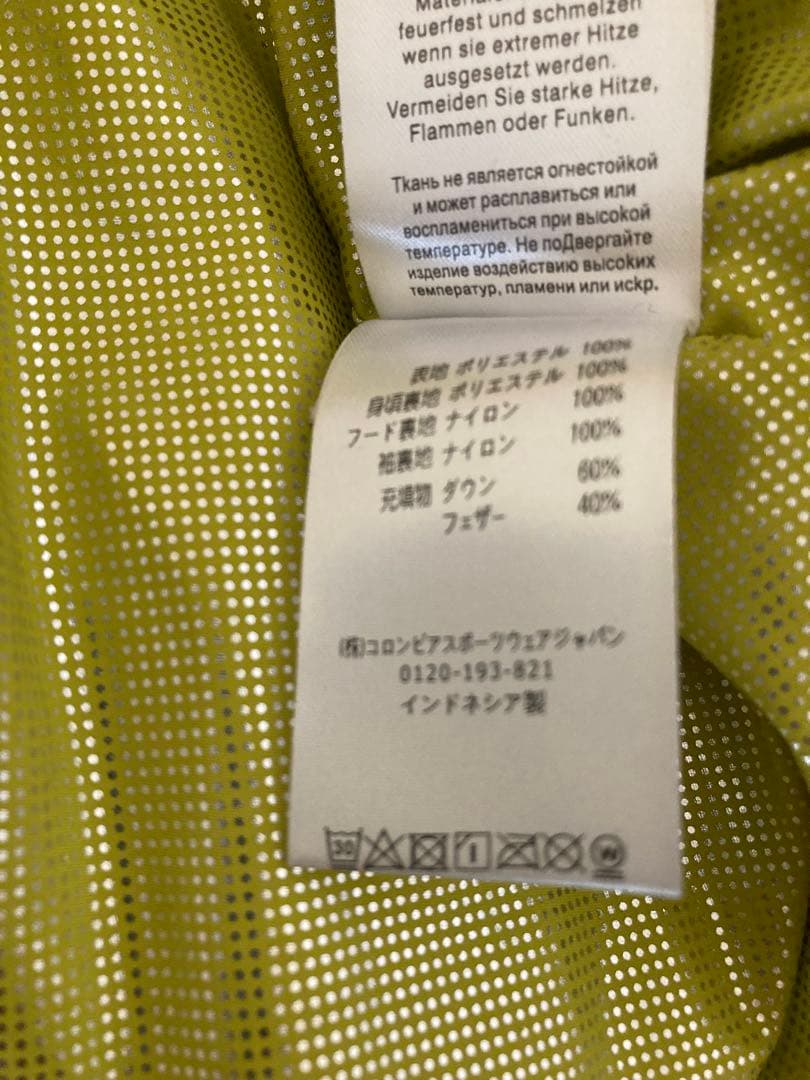 Material
feuerfest und schmelzen
wenn sie extremer Hitze
ausgesetzt werden.
Vermeiden Sie starke Hitze,
Flammen oder Funken.
Ткань не является огнестойкой
и может расплавиться или
воспламениться при высокой
температуре. Не подвергайте
изделие воздействию высоких
температур, пламени или искр.
表地 ポリエステル 100%
身頃裏地 ポリエステル 100%
フード裏地 ナイロン 100%
袖裏地 ナイロン 100%
充填物 ダウン 60%
フェザー 40%
(株)コロンビアスポーツウェアジャパン
0120-193-821
インドネシア製
30
W